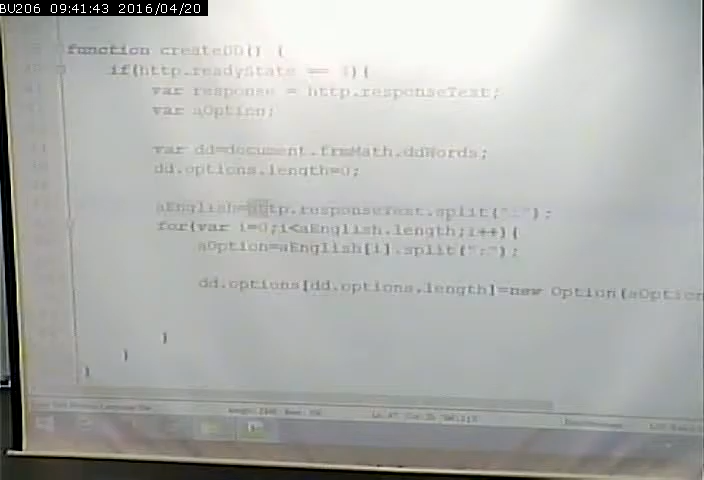 BU206 09:41:43 2016/04/20
function createDD() {
if(http.readyState == 4){
var response = http.responseText;
var aOption;
var dd=document.frmMath.ddWords;
dd.options.length=0;
aEnglish=http.responseText.split(":");
for(var i=0;i<aEnglish.length;i++){
aOption=aEnglish[i].split(";");
dd.options[dd.options.length]=new Option(aOption
}
}
}